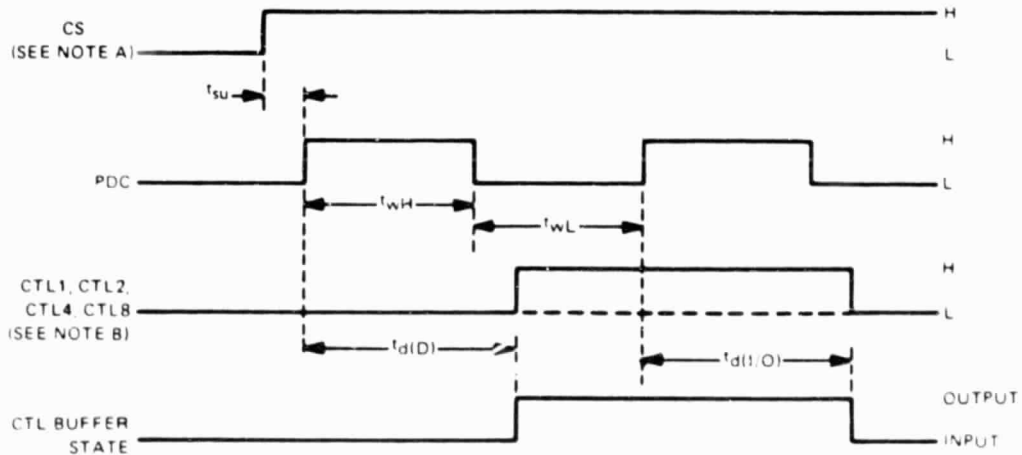 CS
(SEE NOTE A)
H
L
tsu
H
PDC
L
twH
twL
CTL1, CTL2,
CTL4, CTL8
(SEE NOTE B)
H
L
td(D)
td(I/O)
CTL BUFFER
STATE
OUTPUT
INPUT